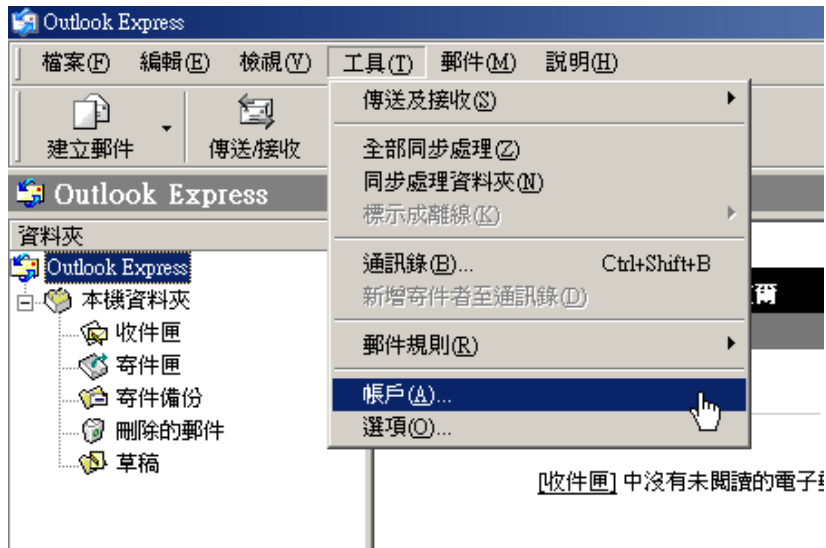 Outlook Express
檔案(F) 編輯(E) 檢視(V) 工具(T) 郵件(M) 說明(H)
建立郵件 傳送/接收
Outlook Express
資料夾
Outlook Express
本機資料夾
收件匣
寄件匣
寄件備份
刪除的郵件
草稿
傳送及接收(S)
全部同步處理(Z)
同步處理資料夾(N)
標示成離線(K)
通訊錄(B)... Ctrl+Shift+B
新增寄件者至通訊錄(D)
郵件規則(R)
帳戶(A)...
選項(O)...
爾
[收件匣] 中沒有未閱讀的電子